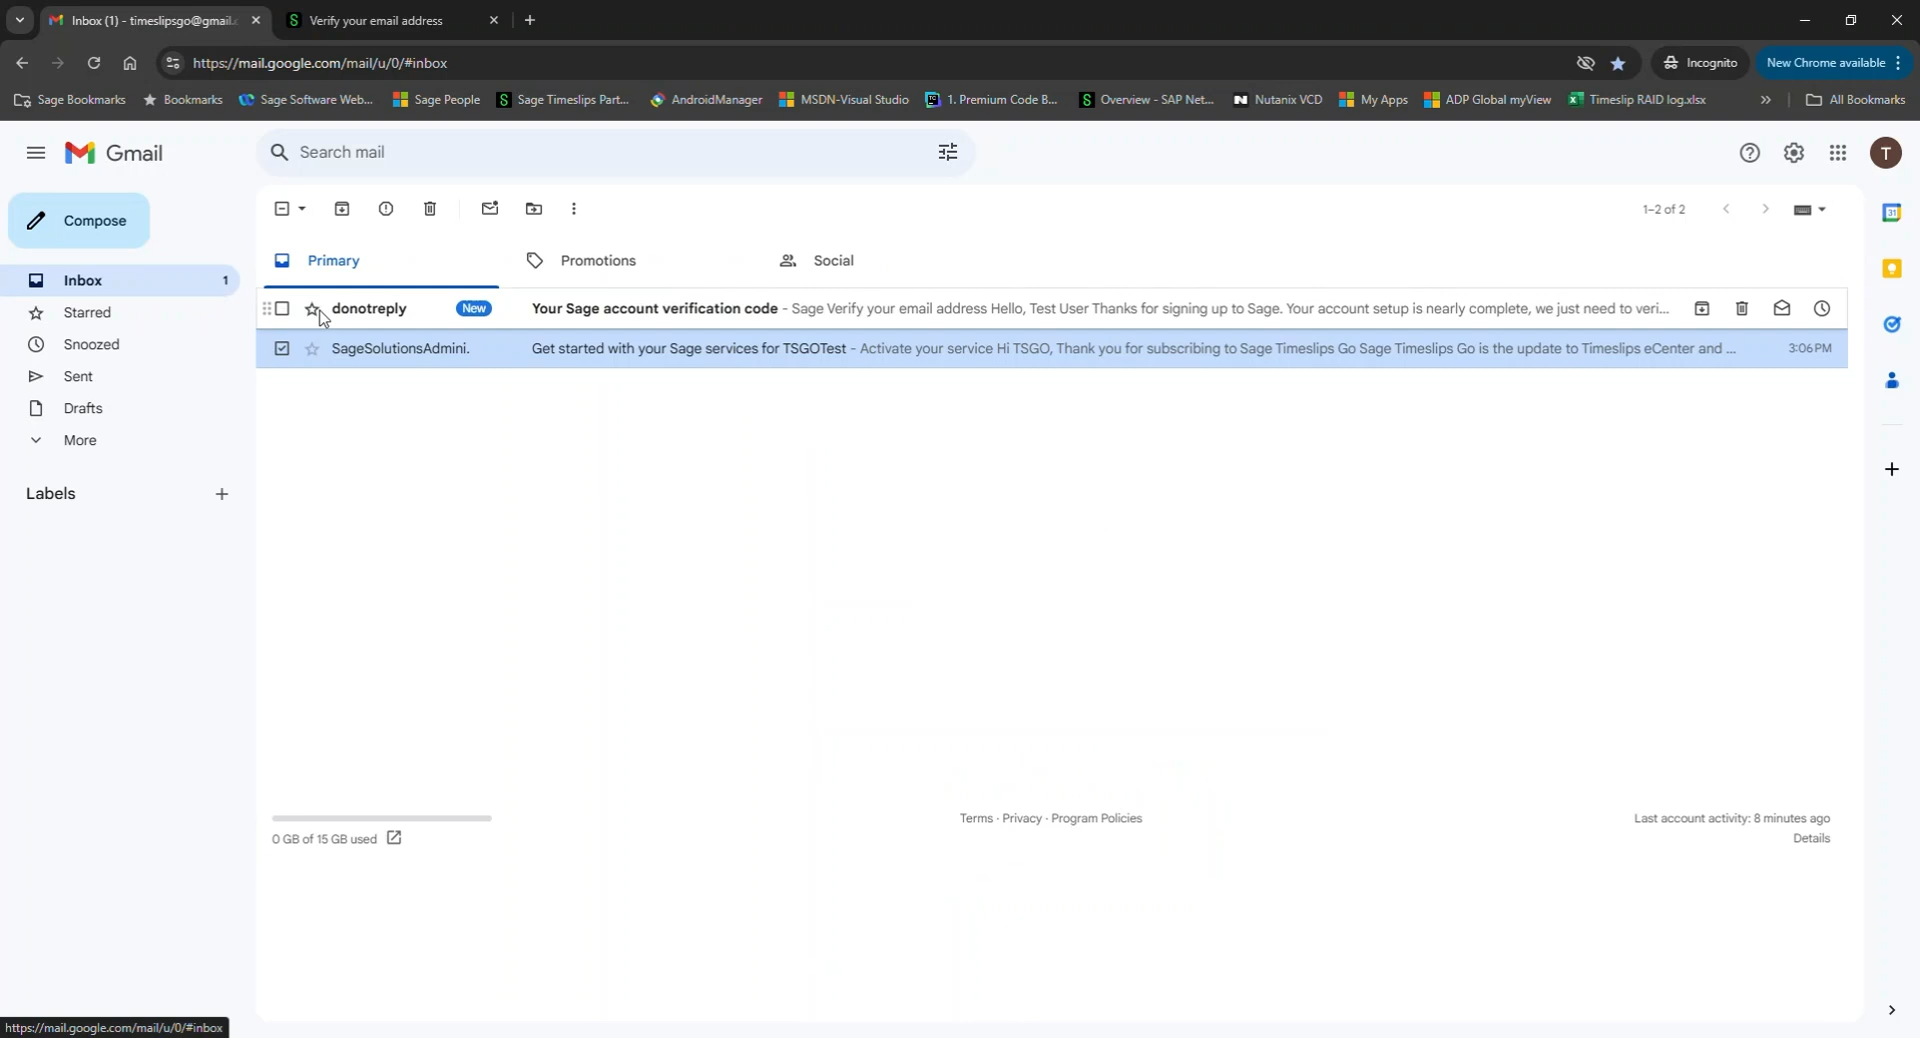 Inbox (1) - timeslipsgo@gmail.
Verify your email address
https://mail.google.com/mail/u/0/#inbox
Incognito
New Chrome available
Sage Bookmarks
Bookmarks
Sage Software Web...
Sage People
Sage Timeslips Part...
AndroidManager
MSDN-Visual Studio
1. Premium Code B...
Overview - SAP Net...
Nutanix VCD
My Apps
ADP Global myView
Timeslip RAID log.xlsx
»
All Bookmarks
Gmail
Search mail
T
Compose
1–2 of 2
Inbox 1
Primary
Promotions
Social
Starred
donotreply New Your Sage account verification code - Sage Verify your email address Hello, Test User Thanks for signing up to Sage. Your account setup is nearly complete, we just need to veri...
Snoozed
SageSolutionsAdmini. Get started with your Sage services for TSGOTest - Activate your service Hi TSGO, Thank you for subscribing to Sage Timeslips Go Sage Timeslips Go is the update to Timeslips eCenter and ... 3:06 PM
Sent
Drafts
More
Labels
31
0 GB of 15 GB used
Terms · Privacy · Program Policies
Last account activity: 8 minutes ago
Details
https://mail.google.com/mail/u/0/#inbox